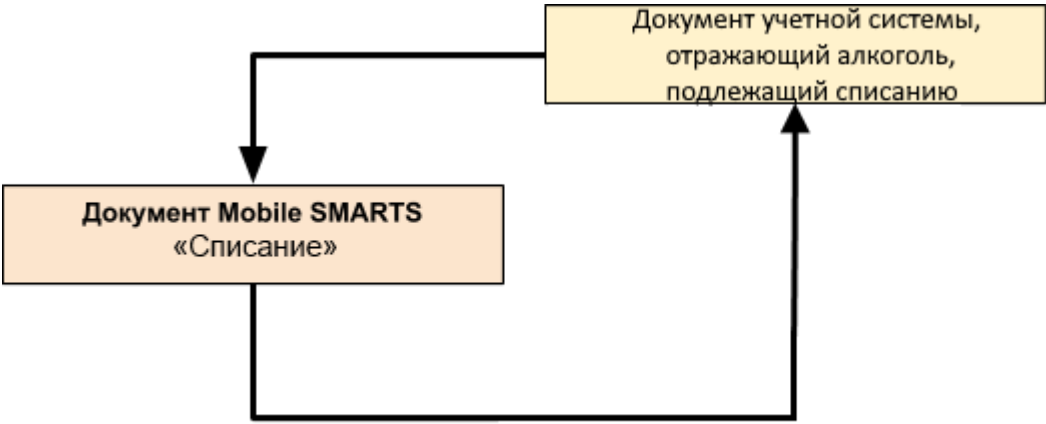 Документ учетной системы,
отражающий алкоголь,
подлежащий списанию
Документ Mobile SMARTS
«Списание»